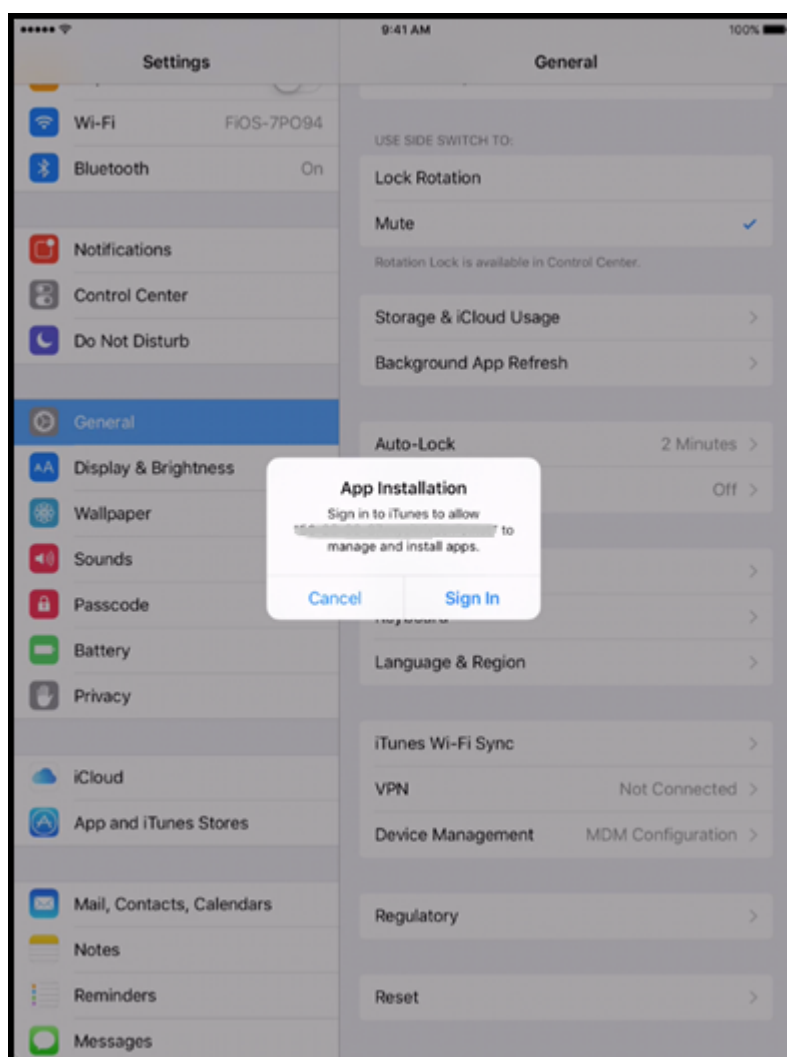 9:41 AM
100%
Settings
General
Wi-Fi
FiOS-7PO94
Bluetooth
On
Notifications
Control Center
Do Not Disturb
General
Display & Brightness
Wallpaper
Sounds
Passcode
Battery
Privacy
iCloud
App and iTunes Stores
Mail, Contacts, Calendars
Notes
Reminders
Messages
USE SIDE SWITCH TO:
Lock Rotation
Mute
Rotation Lock is available in Control Center.
Storage & iCloud Usage
Background App Refresh
Auto-Lock
2 Minutes
Off
Keyboard
Language & Region
iTunes Wi-Fi Sync
VPN
Not Connected
Device Management
MDM Configuration
Regulatory
Reset
App Installation
Sign in to iTunes to allow
to
manage and install apps.
Cancel
Sign In